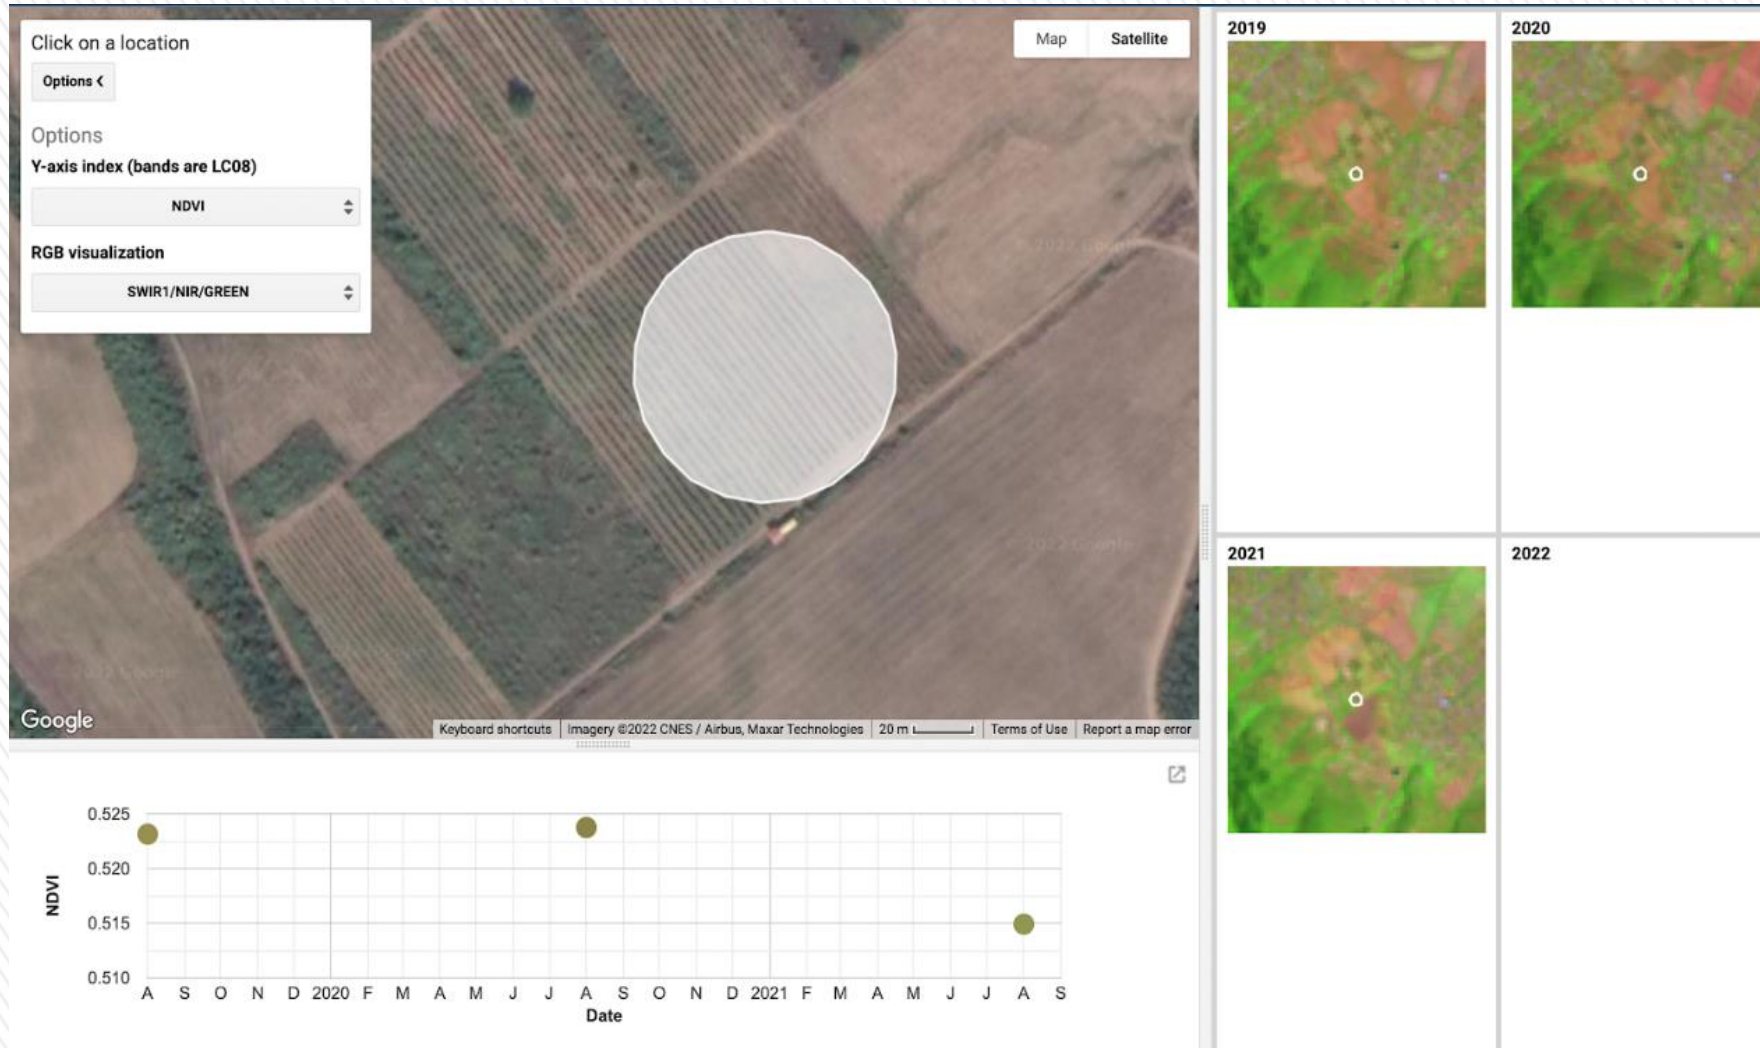 Click on a location
Options
Options
Y-axis index (bands are LC08)
NDVI
RGB visualization
SWIR1/NIR/GREEN
Map Satellite
© 2022 Google
Google
Keyboard shortcuts Imagery ©2022 CNES / Airbus, Maxar Technologies 20 m Terms of Use Report a map error
2019
2020
2021
2022
0.525
0.520
0.515
0.510
NDVI
A S O N D 2020 F M A M J J A S O N D 2021 F M A M J J A S
Date